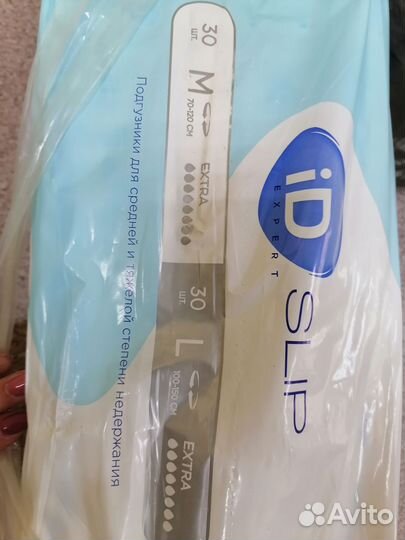 iD
EXPERT
SLIP
30
ШТ.
M
70-120 СМ
EXTRA
30
ШТ.
L
100-150 СМ
EXTRA
Подгузники для средней и тяжелой степени недержания
Avito